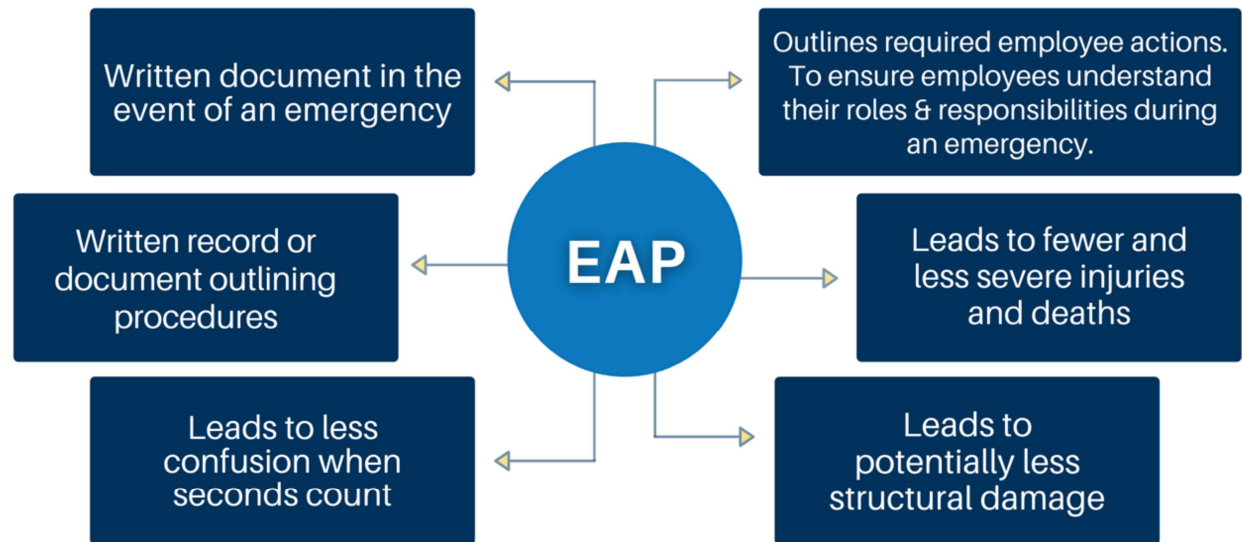 Written document in the
event of an emergency
Outlines required employee actions.
To ensure employees understand
their roles & responsibilities during
an emergency.
Written record or
document outlining
procedures
EAP
Leads to fewer and
less severe injuries
and deaths
Leads to less
confusion when
seconds count
Leads to
potentially less
structural damage